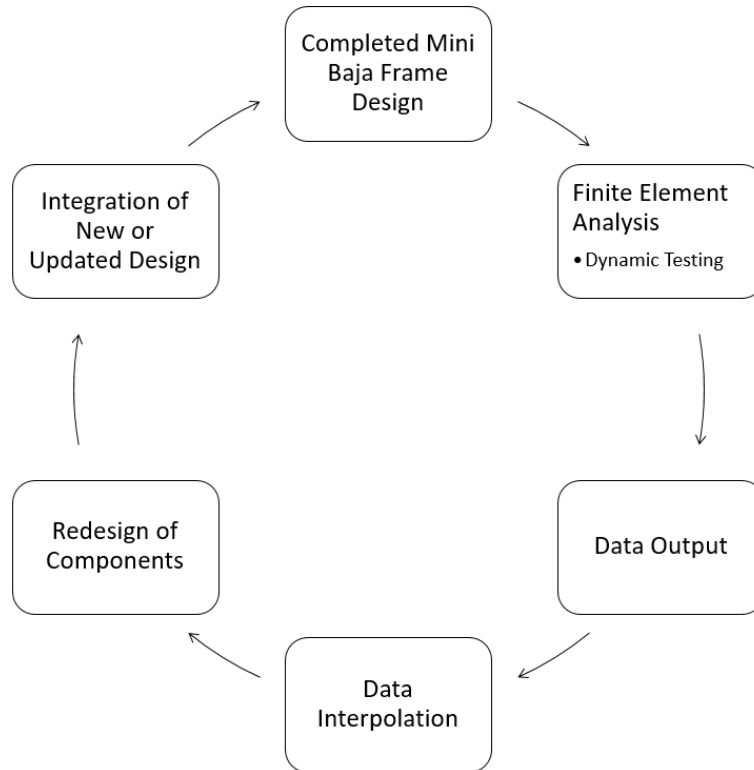 Completed Mini
Baja Frame
Design
Finite Element
Analysis
• Dynamic Testing
Data Output
Data
Interpolation
Redesign of
Components
Integration of
New or
Updated Design